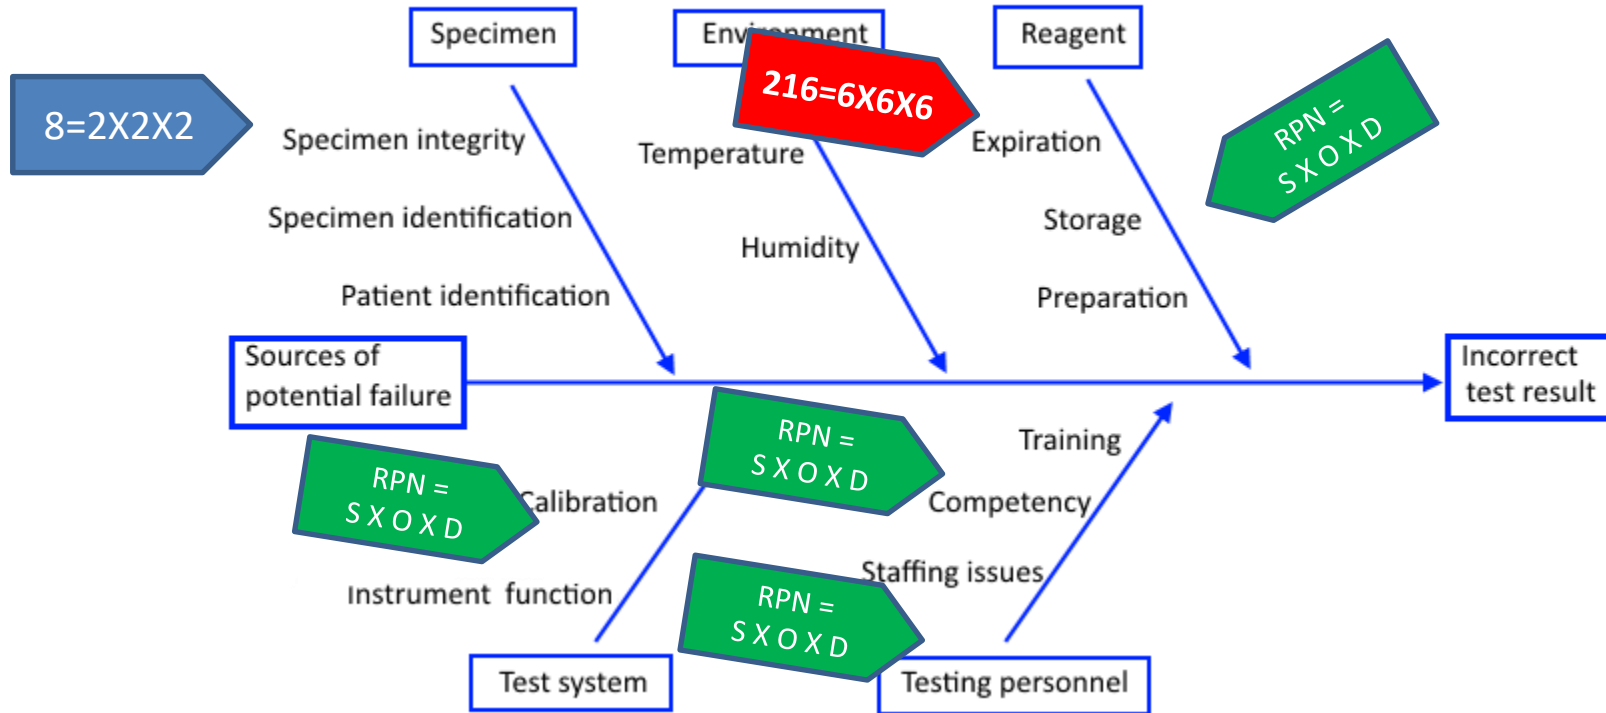 Specimen
Environment
Reagent
8=2X2X2
216=6X6X6
RPN =
S X O X D
Specimen integrity
Temperature
Expiration
Specimen identification
Humidity
Storage
Patient identification
Preparation
Sources of
potential failure
Incorrect
test result
RPN =
S X O X D
Calibration
RPN =
S X O X D
Training
Competency
Instrument function
RPN =
S X O X D
Staffing issues
Test system
Testing personnel